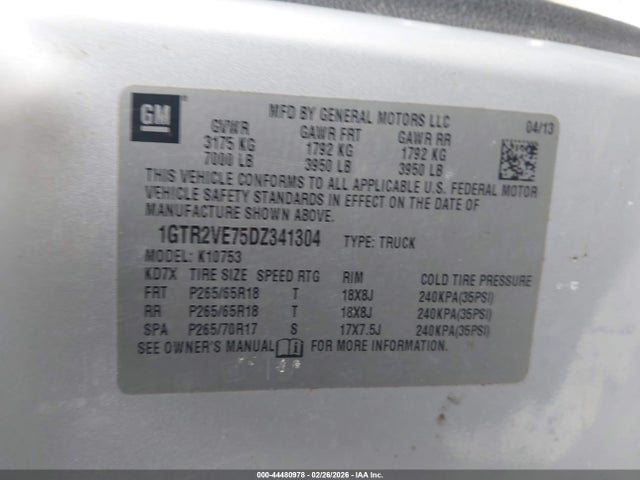 GM
MFD BY GENERAL MOTORS LLC
04/13
GVWR GAWR FRT GAWR RR
3175 KG 1792 KG 1792 KG
7000 LB 3950 LB 3950 LB
THIS VEHICLE CONFORMS TO ALL APPLICABLE U.S. FEDERAL MOTOR
VEHICLE SAFETY STANDARDS IN EFFECT ON THE DATE OF
MANUFACTURE SHOWN ABOVE.
1GTR2VE75DZ341304 TYPE: TRUCK
MODEL: K10753
KD7X TIRE SIZE SPEED RTG RIM COLD TIRE PRESSURE
FRT P265/65R18 T 18X8J 240KPA(35PSI)
RR P265/65R18 T 18X8J 240KPA(35PSI)
SPA P265/70R17 S 17X7.5J 240KPA(35PSI)
SEE OWNER'S MANUAL FOR MORE INFORMATION.
000-44480978 - 02/26/2026 - IAA Inc.